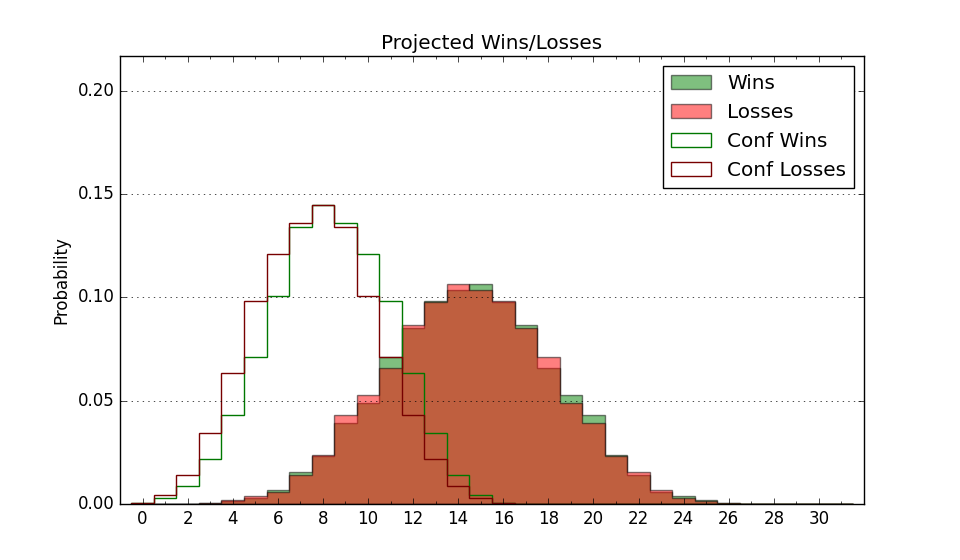 Projected Wins/Losses
Wins
Losses
Conf Wins
Conf Losses
Probability
0.20
0.15
0.10
0.05
0.00
0 2 4 6 8 10 12 14 16 18 20 22 24 26 28 30